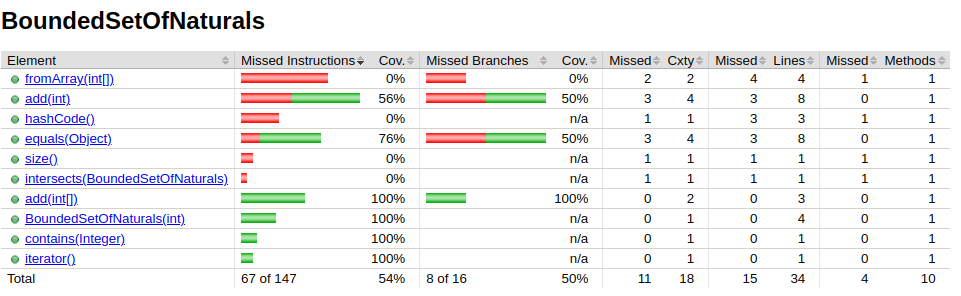 BoundedSetOfNaturals
Element Missed Instructions Cov. Missed Branches Cov. Missed Cxty Missed Lines Missed Methods
fromArray(int[]) 0% 0% 2 2 4 4 1 1
add(int) 56% 50% 3 4 3 8 0 1
hashCode() 0% n/a 1 1 3 3 1 1
equals(Object) 76% 50% 3 4 3 8 0 1
size() 0% n/a 1 1 1 1 1 1
intersects(BoundedSetOfNaturals) 0% n/a 1 1 1 1 1 1
add(int[]) 100% 100% 0 2 0 3 0 1
BoundedSetOfNaturals(int) 100% n/a 0 1 0 4 0 1
contains(Integer) 100% n/a 0 1 0 1 0 1
iterator() 100% n/a 0 1 0 1 0 1
Total 67 of 147 54% 8 of 16 50% 11 18 15 34 4 10